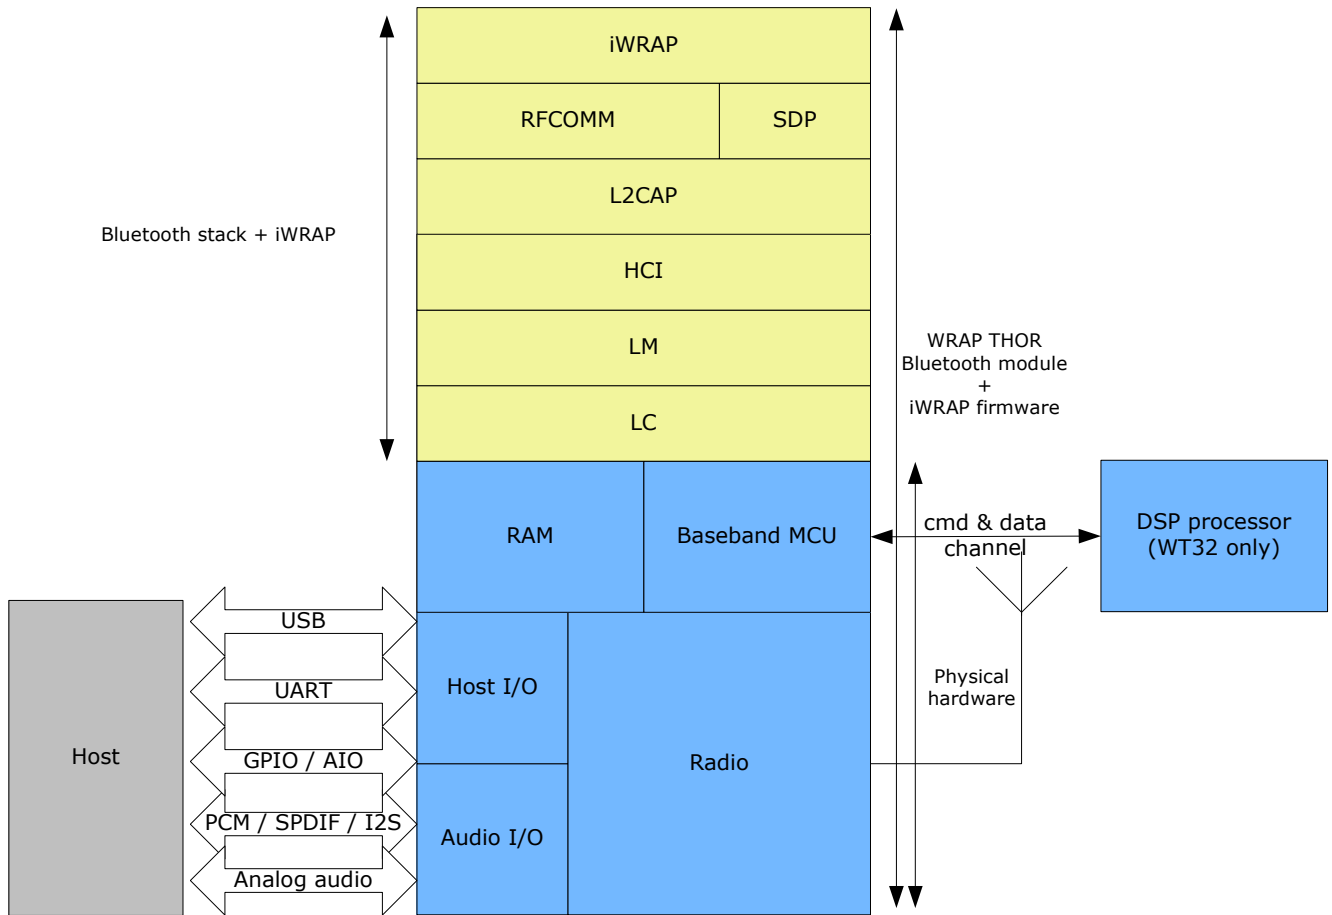 iWRAP
RFCOMM
SDP
L2CAP
Bluetooth stack + iWRAP
HCI
LM
WRAP THOR
Bluetooth module
+
iWRAP firmware
LC
RAM
Baseband MCU
cmd & data
channel
DSP processor
(WT32 only)
USB
UART
Host I/O
Physical
hardware
Host
GPIO / AIO
Radio
PCM / SPDIF / I2S
Audio I/O
Analog audio